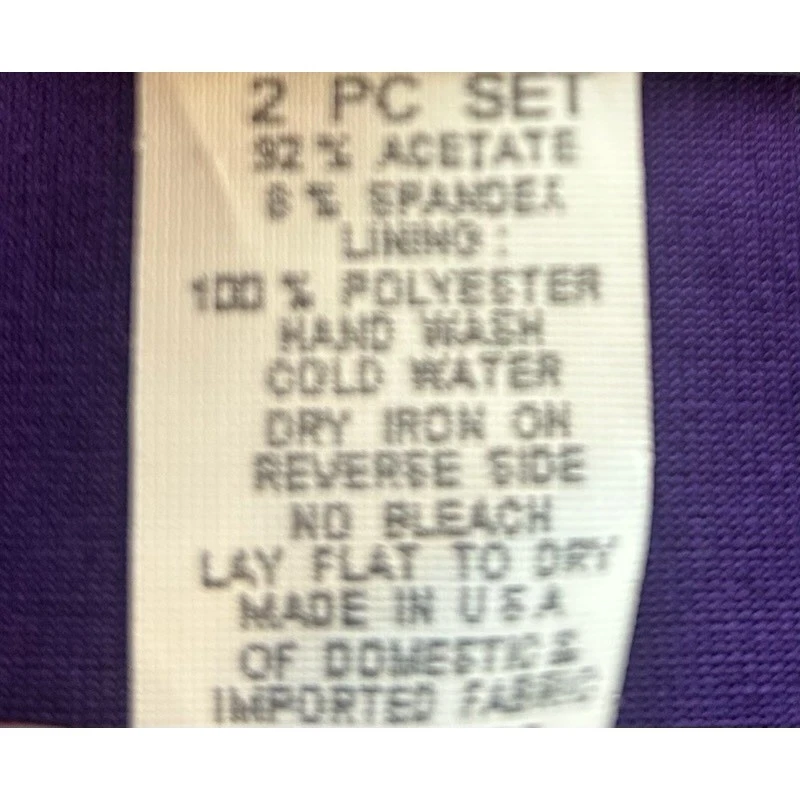 2 PC SET
92 % ACETATE
8 % SPANDEX
LINING:
100 % POLYESTER
HAND WASH
COLD WATER
DRY IRON ON
REVERSE SIDE
NO BLEACH
LAY FLAT TO DRY
MADE IN U S A
OF DOMESTIC &
IMPORTED FABRIC